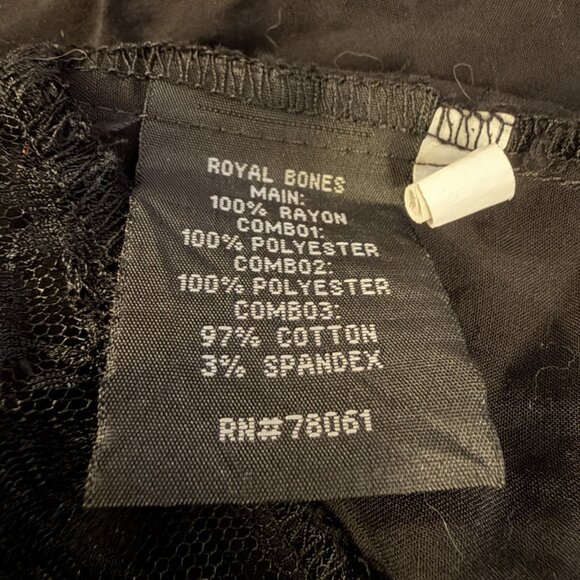 ROYAL BONES
MAIN:
100% RAYON
COMBO1:
100% POLYESTER
COMBO2:
100% POLYESTER
COMBO3:
97% COTTON
3% SPANDEX
RN#78061